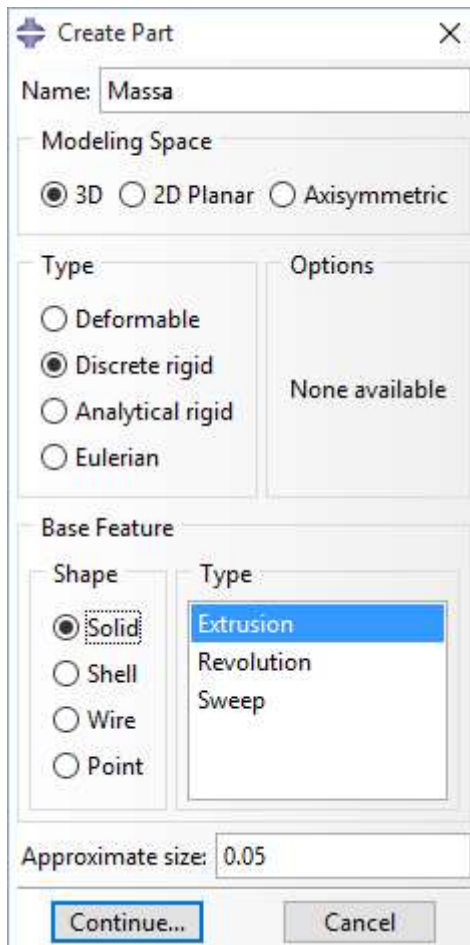 Create Part
Name: Massa
Modeling Space
3D 2D Planar Axisymmetric
Type
Deformable
Discrete rigid
Analytical rigid
Eulerian
Options
None available
Base Feature
Shape
Solid
Shell
Wire
Point
Type
Extrusion
Revolution
Sweep
Approximate size: 0.05
Continue... Cancel